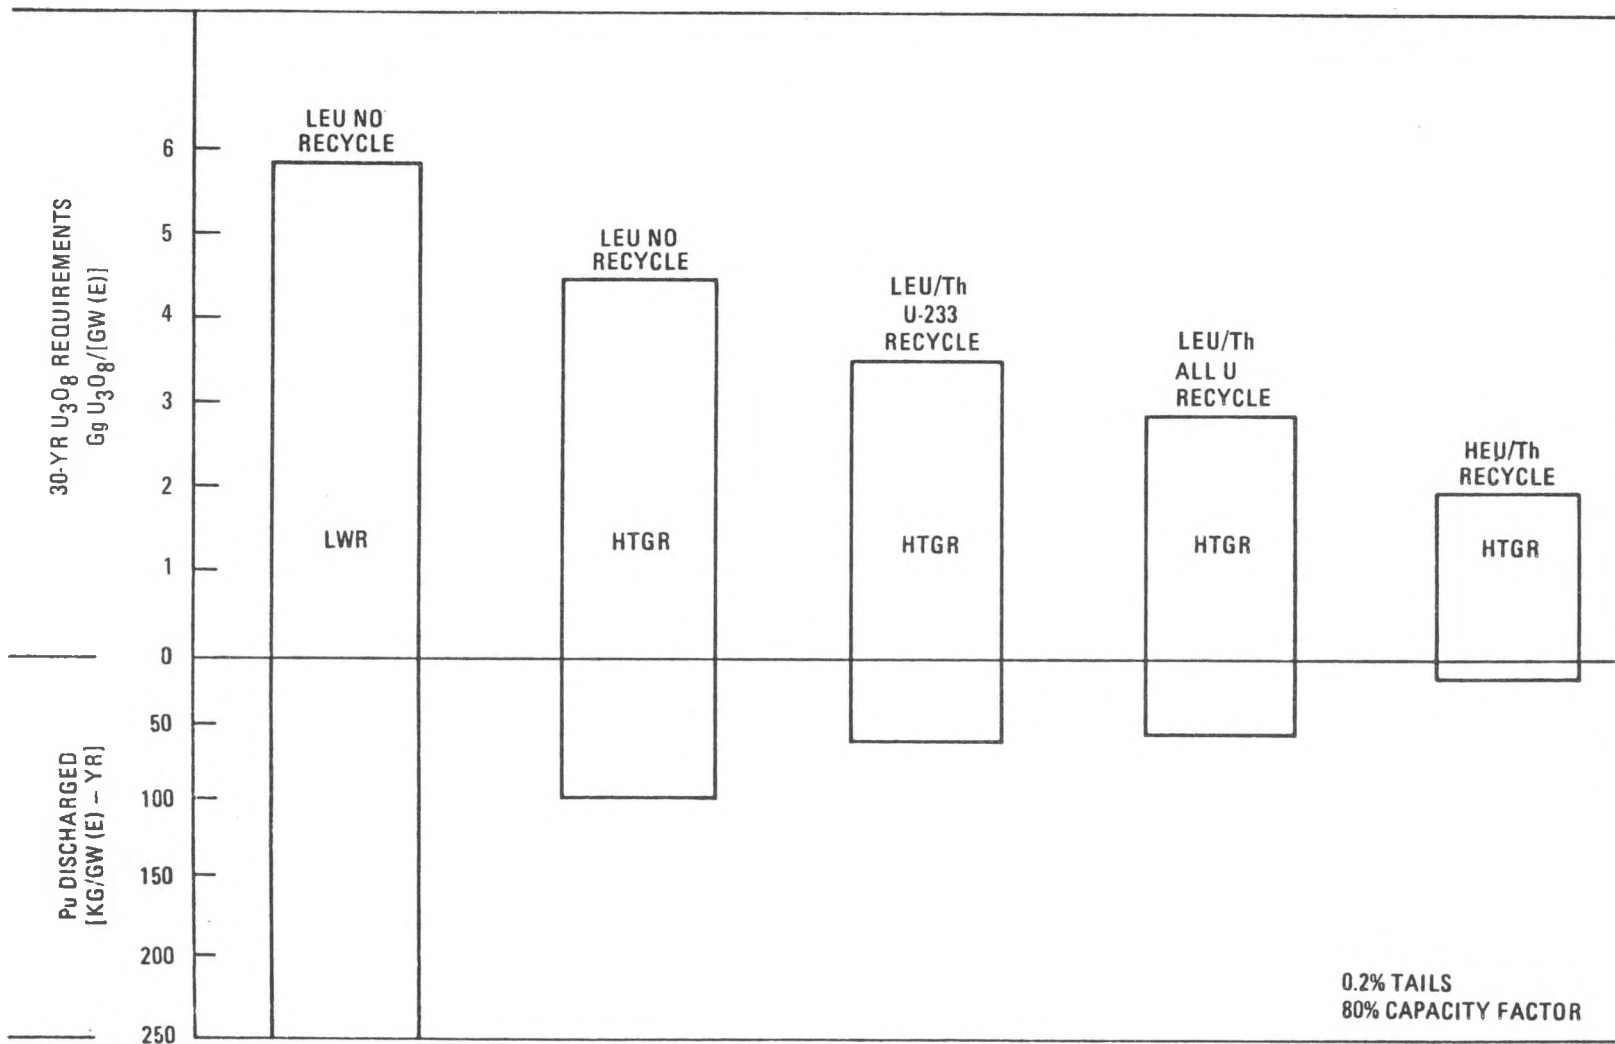 30-YR U₃O₈ REQUIREMENTS
Gg U₃O₈/[GW (E)]
6
5
4
3
2
1
0
Pu DISCHARGED
[KG/GW (E) – YR]
50
100
150
200
250
LEU NO
RECYCLE
LWR
LEU NO
RECYCLE
HTGR
LEU/Th
U-233
RECYCLE
HTGR
LEU/Th
ALL U
RECYCLE
HTGR
HEU/Th
RECYCLE
HTGR
0.2% TAILS
80% CAPACITY FACTOR